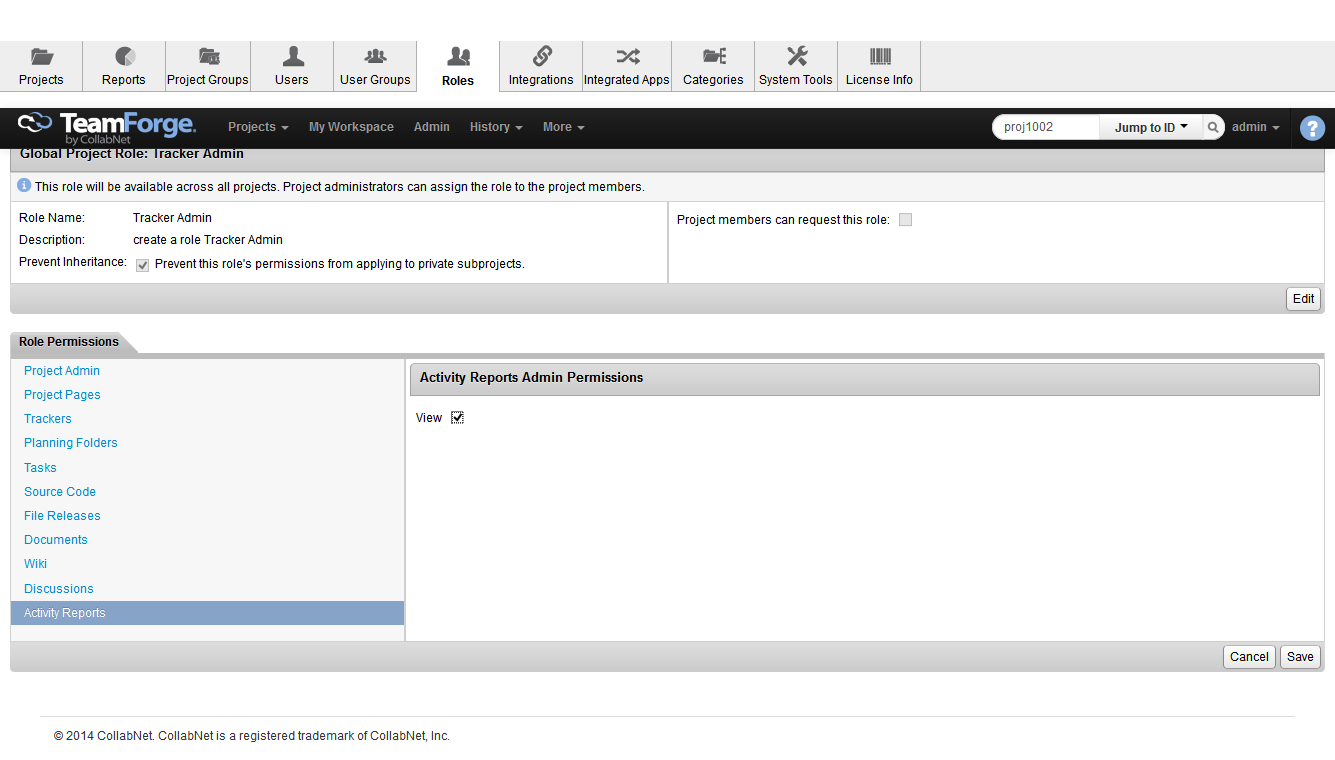 Projects Reports Project Groups Users User Groups Roles Integrations Integrated Apps Categories System Tools License Info
TeamForge. by CollabNet Projects My Workspace Admin History More proj1002 Jump to ID admin ?
Global Project Role: Tracker Admin
This role will be available across all projects. Project administrators can assign the role to the project members.
Role Name: Tracker Admin Project members can request this role:
Description: create a role Tracker Admin
Prevent Inheritance: Prevent this role's permissions from applying to private subprojects.
Edit
Role Permissions
Project Admin
Project Pages
Trackers
Planning Folders
Tasks
Source Code
File Releases
Documents
Wiki
Discussions
Activity Reports
Activity Reports Admin Permissions
View
Cancel Save
© 2014 CollabNet. CollabNet is a registered trademark of CollabNet, Inc.